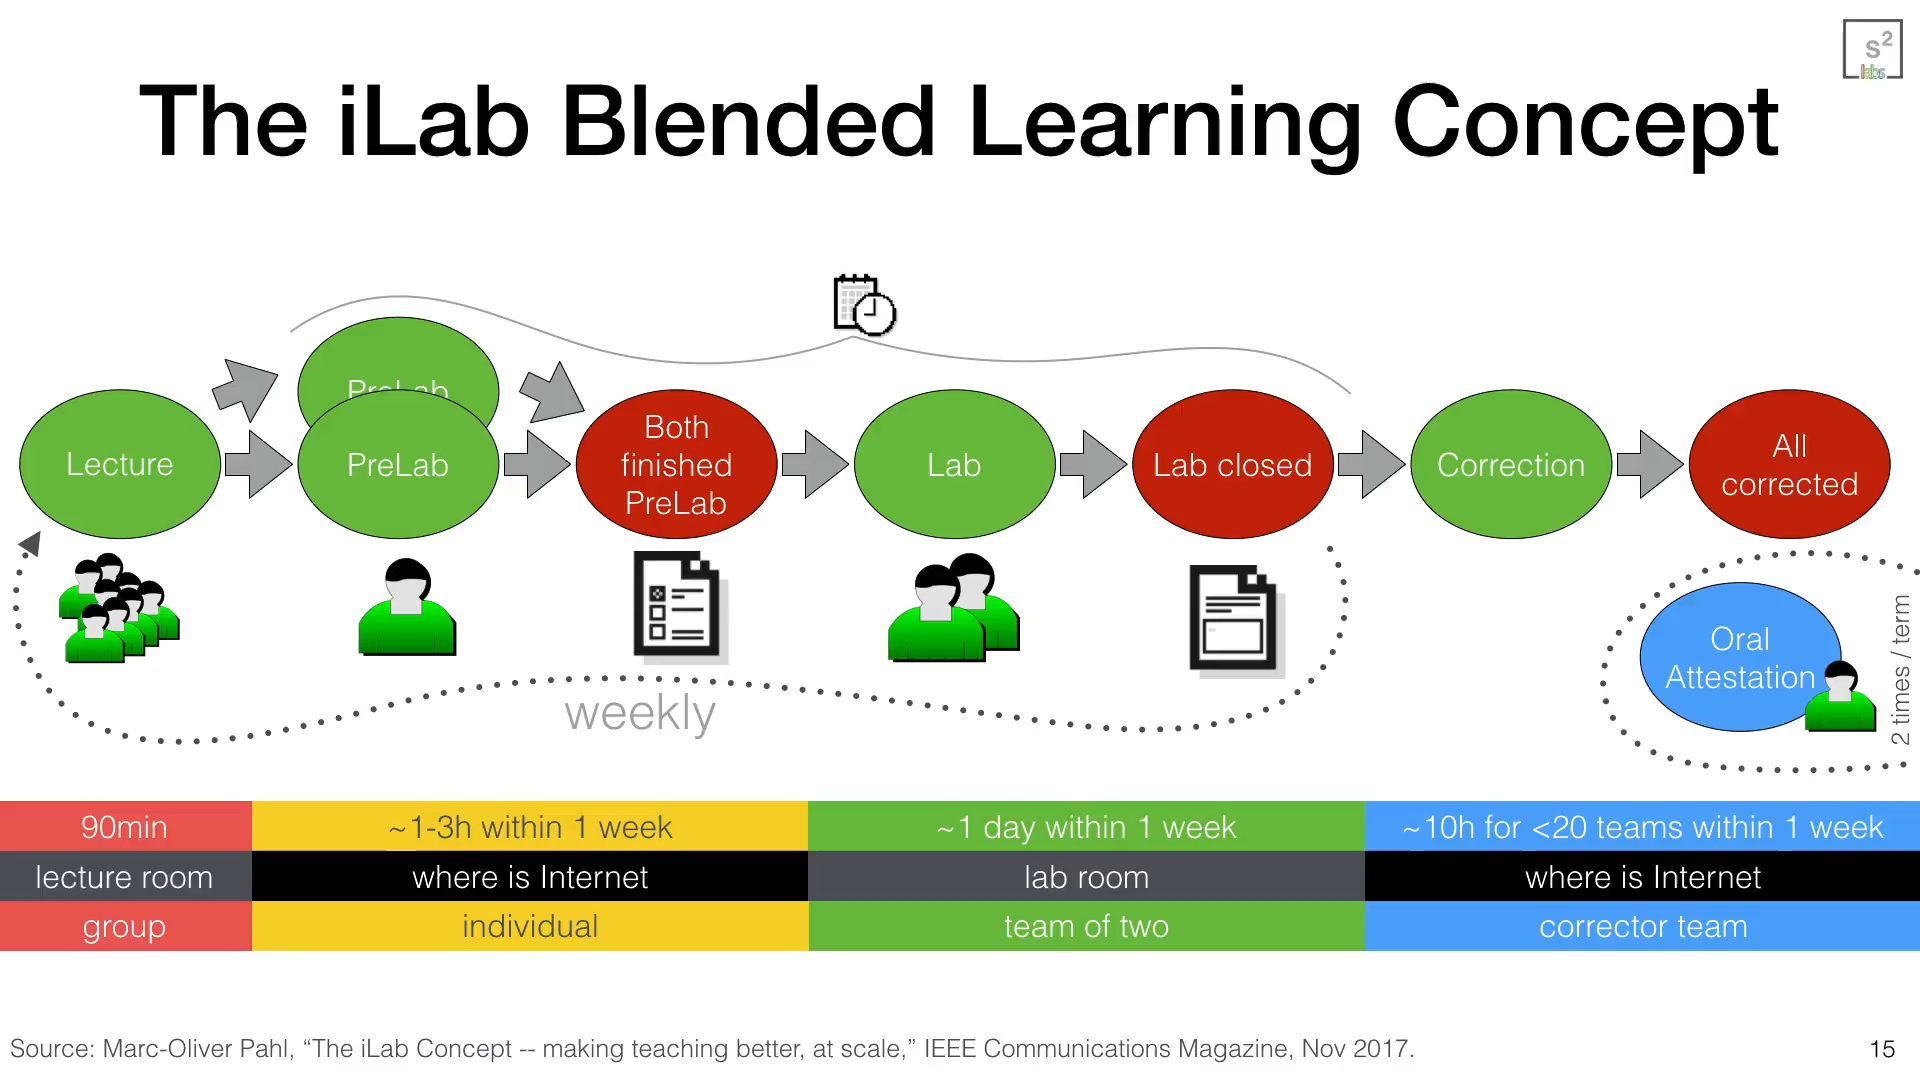 s²
labs
The iLab Blended Learning Concept
PreLab
Lecture
PreLab
Both
finished
PreLab
Lab
Lab closed
Correction
All
corrected
weekly
Oral
Attestation
2 times / term
90min
~1-3h within 1 week
~1 day within 1 week
~10h for <20 teams within 1 week
lecture room
where is Internet
lab room
where is Internet
group
individual
team of two
corrector team
Source: Marc-Oliver Pahl, “The iLab Concept -- making teaching better, at scale,” IEEE Communications Magazine, Nov 2017.
15